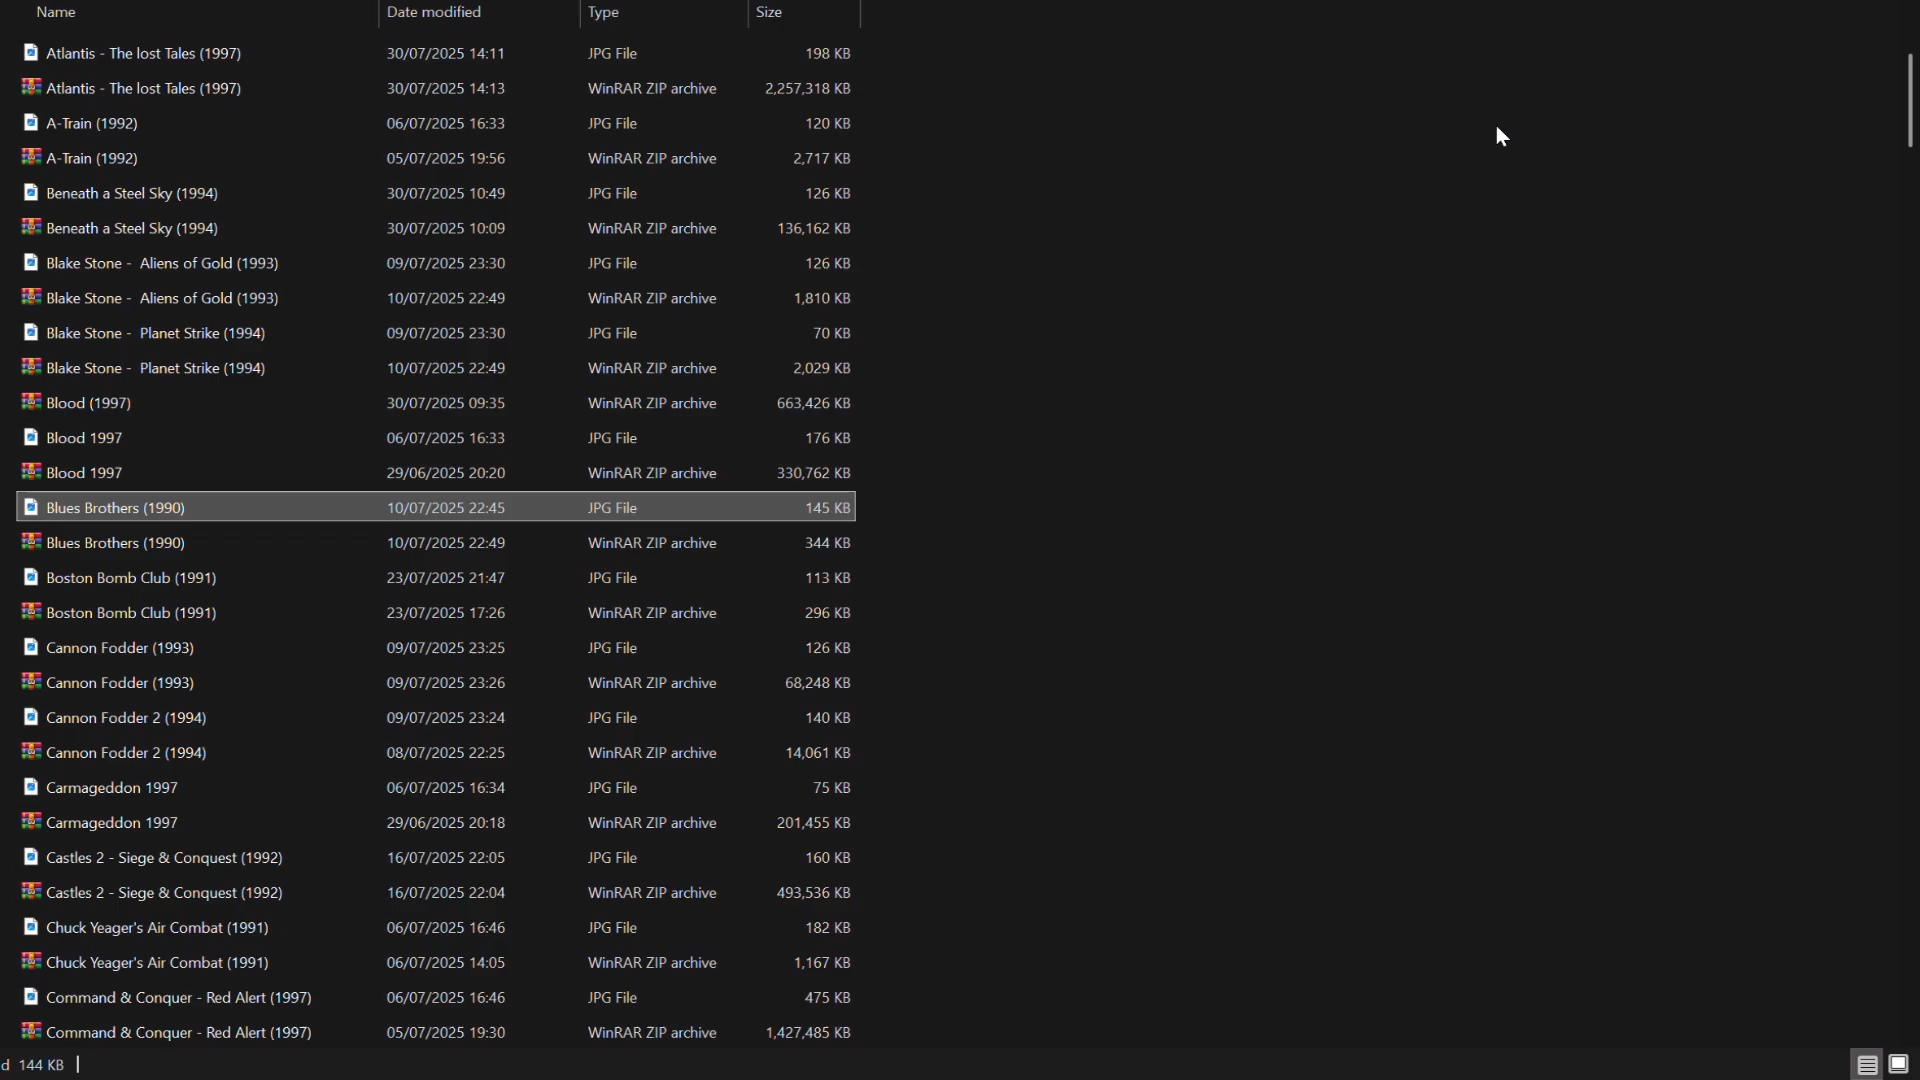 Name Date modified Type Size
Atlantis - The lost Tales (1997) 30/07/2025 14:11 JPG File 198 KB
Atlantis - The lost Tales (1997) 30/07/2025 14:13 WinRAR ZIP archive 2,257,318 KB
A-Train (1992) 06/07/2025 16:33 JPG File 120 KB
A-Train (1992) 05/07/2025 19:56 WinRAR ZIP archive 2,717 KB
Beneath a Steel Sky (1994) 30/07/2025 10:49 JPG File 126 KB
Beneath a Steel Sky (1994) 30/07/2025 10:09 WinRAR ZIP archive 136,162 KB
Blake Stone -  Aliens of Gold (1993) 09/07/2025 23:30 JPG File 126 KB
Blake Stone -  Aliens of Gold (1993) 10/07/2025 22:49 WinRAR ZIP archive 1,810 KB
Blake Stone -  Planet Strike (1994) 09/07/2025 23:30 JPG File 70 KB
Blake Stone -  Planet Strike (1994) 10/07/2025 22:49 WinRAR ZIP archive 2,029 KB
Blood (1997) 30/07/2025 09:35 WinRAR ZIP archive 663,426 KB
Blood 1997 06/07/2025 16:33 JPG File 176 KB
Blood 1997 29/06/2025 20:20 WinRAR ZIP archive 330,762 KB
Blues Brothers (1990) 10/07/2025 22:45 JPG File 145 KB
Blues Brothers (1990) 10/07/2025 22:49 WinRAR ZIP archive 344 KB
Boston Bomb Club (1991) 23/07/2025 21:47 JPG File 113 KB
Boston Bomb Club (1991) 23/07/2025 17:26 WinRAR ZIP archive 296 KB
Cannon Fodder (1993) 09/07/2025 23:25 JPG File 126 KB
Cannon Fodder (1993) 09/07/2025 23:26 WinRAR ZIP archive 68,248 KB
Cannon Fodder 2 (1994) 09/07/2025 23:24 JPG File 140 KB
Cannon Fodder 2 (1994) 08/07/2025 22:25 WinRAR ZIP archive 14,061 KB
Carmageddon 1997 06/07/2025 16:34 JPG File 75 KB
Carmageddon 1997 29/06/2025 20:18 WinRAR ZIP archive 201,455 KB
Castles 2 - Siege & Conquest (1992) 16/07/2025 22:05 JPG File 160 KB
Castles 2 - Siege & Conquest (1992) 16/07/2025 22:04 WinRAR ZIP archive 493,536 KB
Chuck Yeager's Air Combat (1991) 06/07/2025 16:46 JPG File 182 KB
Chuck Yeager's Air Combat (1991) 06/07/2025 14:05 WinRAR ZIP archive 1,167 KB
Command & Conquer - Red Alert (1997) 06/07/2025 16:46 JPG File 475 KB
Command & Conquer - Red Alert (1997) 05/07/2025 19:30 WinRAR ZIP archive 1,427,485 KB
d 144 KB